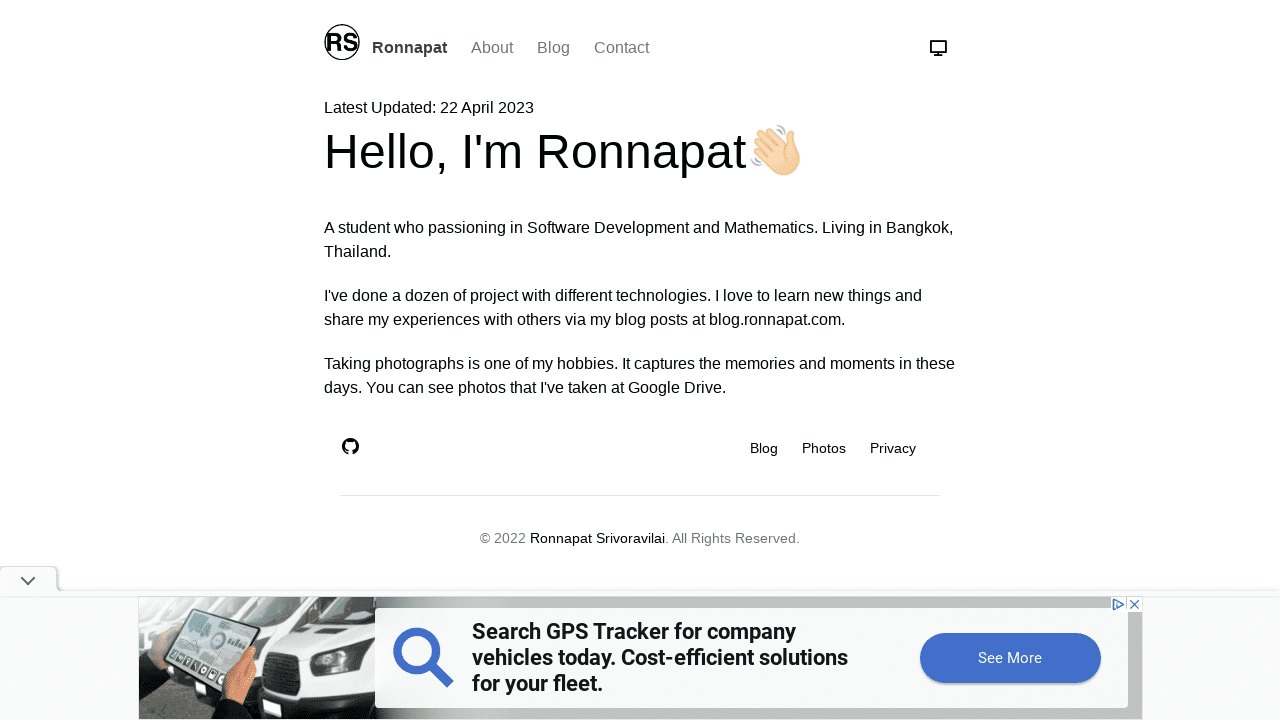 RS
Ronnapat About Blog Contact
Latest Updated: 22 April 2023
Hello, I'm Ronnapat👋🏻
A student who passioning in Software Development and Mathematics. Living in Bangkok,
Thailand.
I've done a dozen of project with different technologies. I love to learn new things and
share my experiences with others via my blog posts at blog.ronnapat.com.
Taking photographs is one of my hobbies. It captures the memories and moments in these
days. You can see photos that I've taken at Google Drive.
Blog Photos Privacy
© 2022 Ronnapat Srivoravilai. All Rights Reserved.
Search GPS Tracker for company
vehicles today. Cost-efficient solutions
for your fleet.
See More